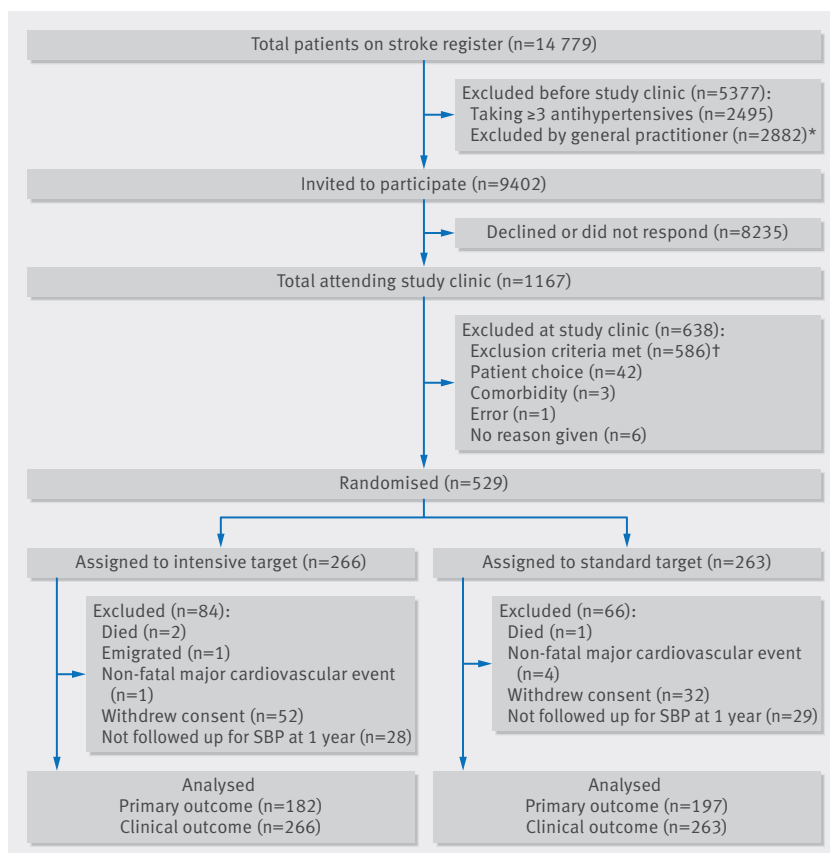 Total patients on stroke register (n=14 779)
Excluded before study clinic (n=5377):
Taking ≥3 antihypertensives (n=2495)
Excluded by general practitioner (n=2882)*
Invited to participate (n=9402)
Declined or did not respond (n=8235)
Total attending study clinic (n=1167)
Excluded at study clinic (n=638):
Exclusion criteria met (n=586)†
Patient choice (n=42)
Comorbidity (n=3)
Error (n=1)
No reason given (n=6)
Randomised (n=529)
Assigned to intensive target (n=266)
Excluded (n=84):
Died (n=2)
Emigrated (n=1)
Non-fatal major cardiovascular event
(n=1)
Withdrew consent (n=52)
Not followed up for SBP at 1 year (n=28)
Analysed
Primary outcome (n=182)
Clinical outcome (n=266)
Assigned to standard target (n=263)
Excluded (n=66):
Died (n=1)
Non-fatal major cardiovascular event
(n=4)
Withdrew consent (n=32)
Not followed up for SBP at 1 year (n=29)
Analysed
Primary outcome (n=197)
Clinical outcome (n=263)